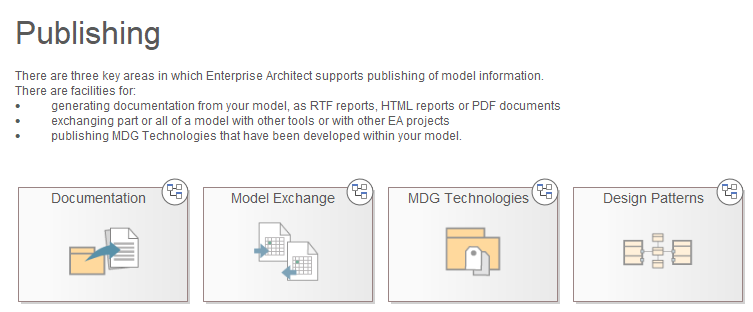 Publishing
There are three key areas in which Enterprise Architect supports publishing of model information.
There are facilities for:
• generating documentation from your model, as RTF reports, HTML reports or PDF documents
• exchanging part or all of a model with other tools or with other EA projects
• publishing MDG Technologies that have been developed within your model.
Documentation
Model Exchange
MDG Technologies
Design Patterns